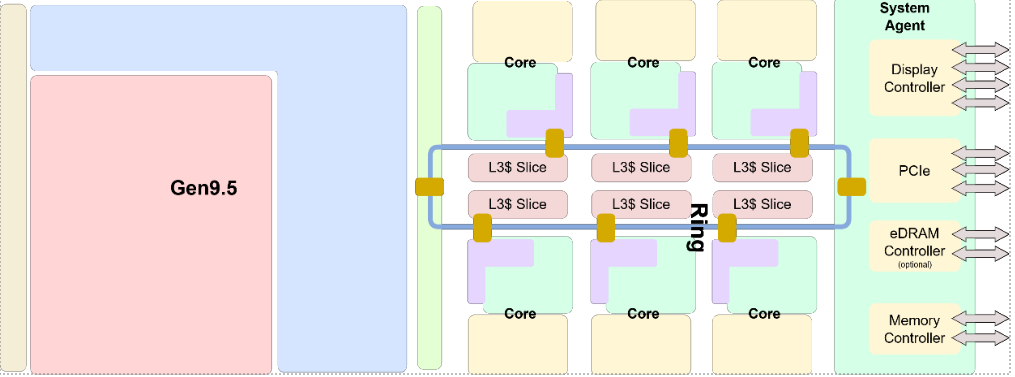 System
Agent
Core
Core
Core
Display
Controller
Gen9.5
L3$ Slice
L3$ Slice
L3$ Slice
PCIe
L3$ Slice
L3$ Slice
L3$ Slice
Ring
eDRAM
Controller
(optional)
Core
Core
Core
Memory
Controller